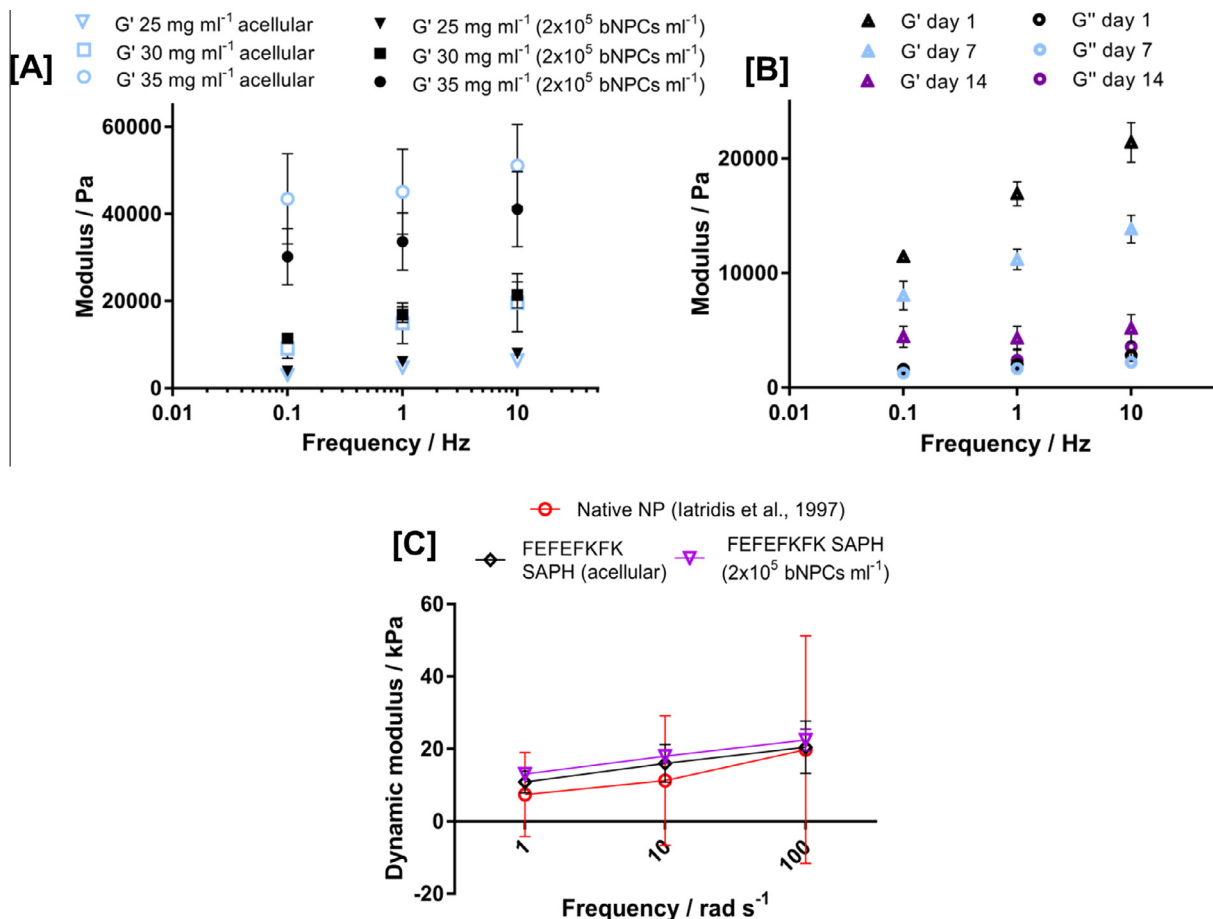 [A]
G' 25 mg ml⁻¹ acellular
G' 30 mg ml⁻¹ acellular
G' 35 mg ml⁻¹ acellular
G' 25 mg ml⁻¹ (2x10⁵ bNPCs ml⁻¹)
G' 30 mg ml⁻¹ (2x10⁵ bNPCs ml⁻¹)
G' 35 mg ml⁻¹ (2x10⁵ bNPCs ml⁻¹)
Modulus / Pa
60000
40000
20000
0
0.01
0.1
1
10
Frequency / Hz
[B]
G' day 1
G' day 7
G' day 14
G'' day 1
G'' day 7
G'' day 14
Modulus / Pa
20000
10000
0
0.01
0.1
1
10
Frequency / Hz
[C]
Native NP (Iatridis et al., 1997)
FEFEFKFK
SAPH (acellular)
FEFEFKFK SAPH
(2x10⁵ bNPCs ml⁻¹)
Dynamic modulus / kPa
60
40
20
0
-20
1
10
100
Frequency / rad s⁻¹